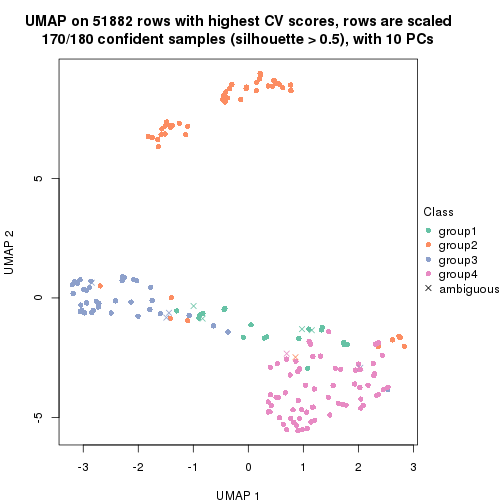 UMAP on 51882 rows with highest CV scores, rows are scaled
170/180 confident samples (silhouette > 0.5), with 10 PCs
5
0
-5
UMAP 2
-3
-2
-1
0
1
2
3
UMAP 1
Class
group1
group2
group3
group4
ambiguous